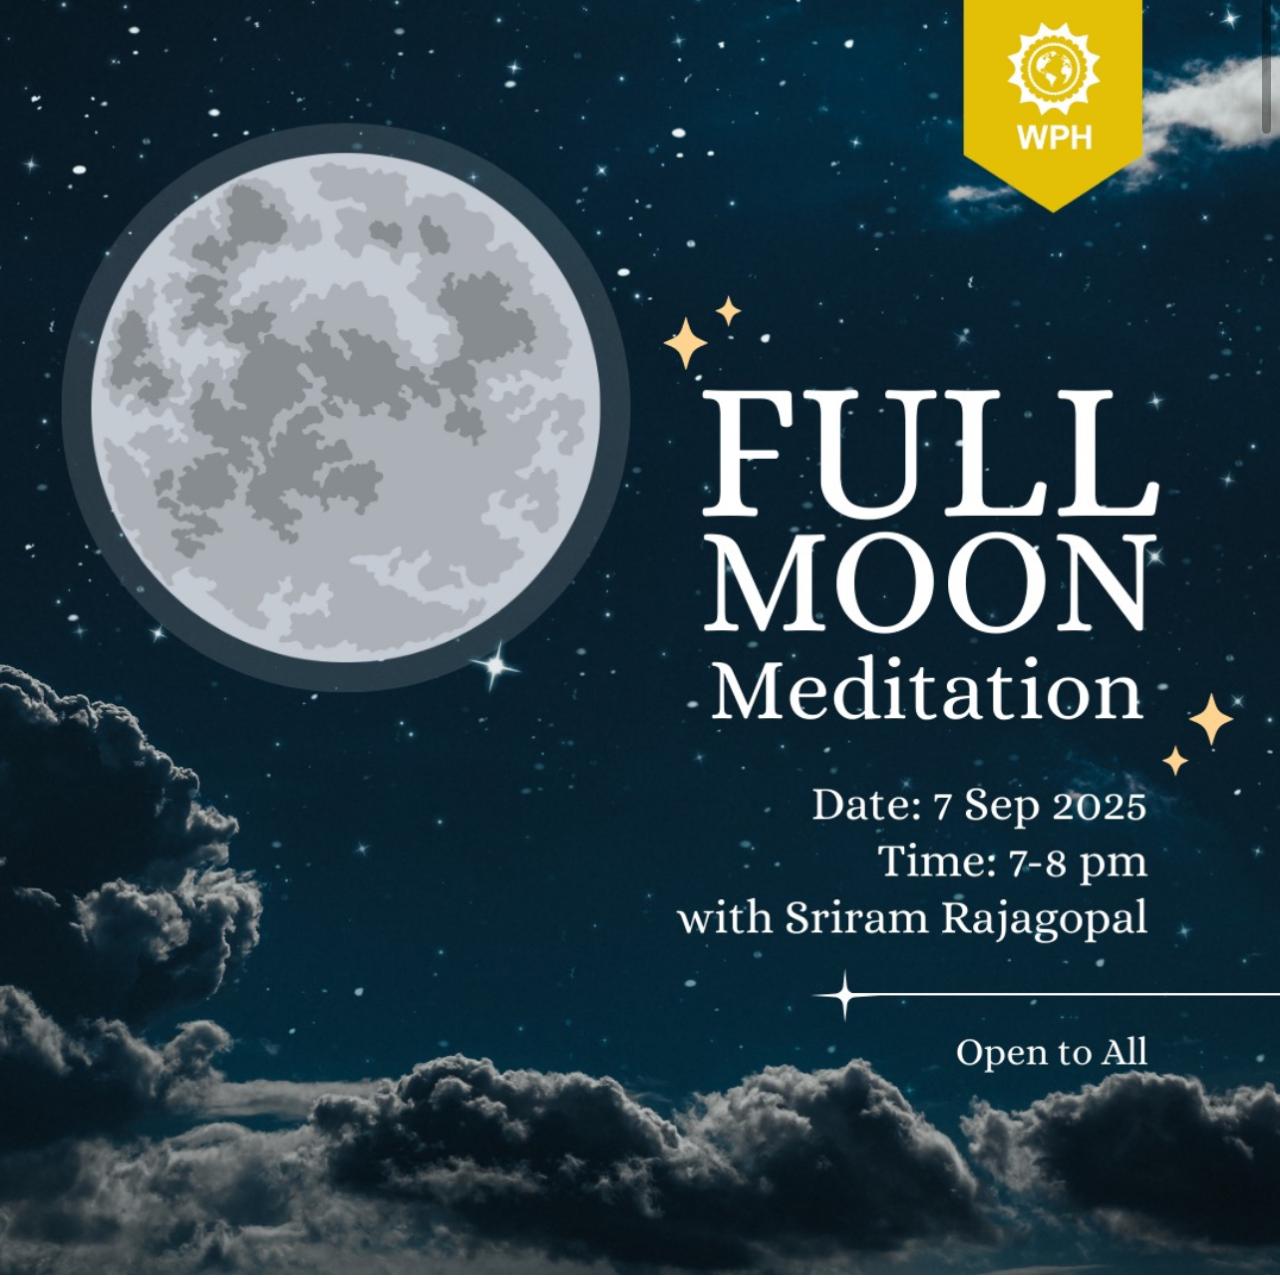 WPH
FULL
MOON
Meditation
Date: 7 Sep 2025
Time: 7-8 pm
with Sriram Rajagopal
Open to All